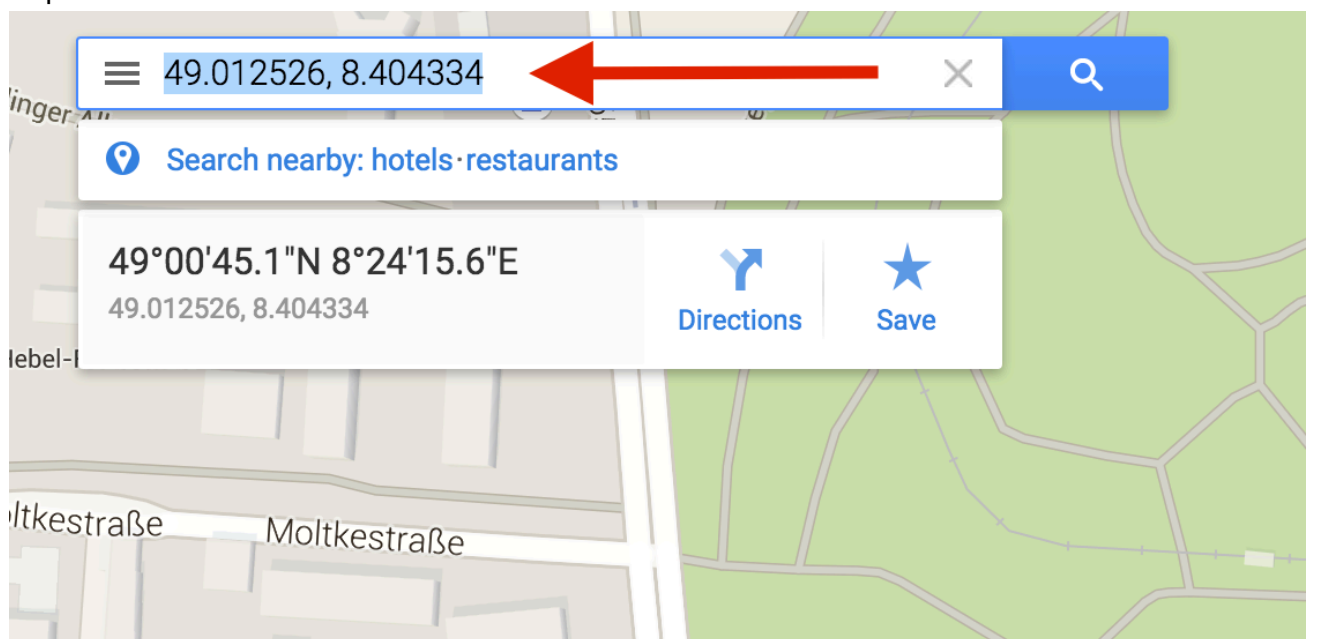 49.012526, 8.404334
Search nearby: hotels·restaurants
49°00'45.1"N 8°24'15.6"E
49.012526, 8.404334
Directions
Save
Moltkestraße